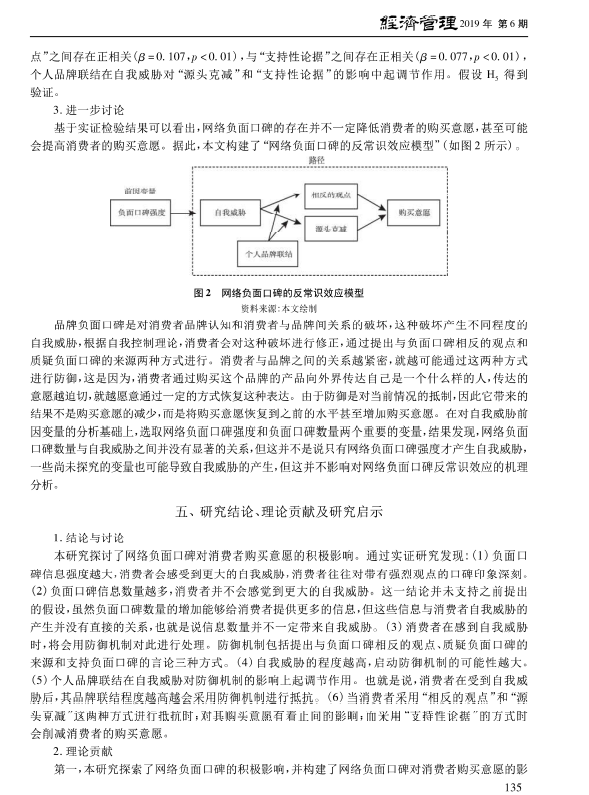 經濟管理 2019 年 第 6 期
点”之间存在正相关(β = 0. 107,p < 0. 01),与“支持性论据”之间存在正相关(β = 0. 077,p < 0. 01),
个人品牌联结在自我威胁对“源头克减”和“支持性论据”的影响中起调节作用。假设 H5 得到
验证。
3. 进一步讨论
基于实证检验结果可以看出,网络负面口碑的存在并不一定降低消费者的购买意愿,甚至可能
会提高消费者的购买意愿。据此,本文构建了“网络负面口碑的反常识效应模型”(如图 2 所示)。
路径
前因变量
负面口碑强度
自我威胁
相反的观点
源头克减
购买意愿
个人品牌联结
图 2 网络负面口碑的反常识效应模型
资料来源:本文绘制
品牌负面口碑是对消费者品牌认知和消费者与品牌间关系的破坏,这种破坏产生不同程度的
自我威胁,根据自我控制理论,消费者会对这种破坏进行修正,通过提出与负面口碑相反的观点和
质疑负面口碑的来源两种方式进行。消费者与品牌之间的关系越紧密,就越可能通过这两种方式
进行防御,这是因为,消费者通过购买这个品牌的产品向外界传达自己是一个什么样的人,传达的
意愿越迫切,就越愿意通过一定的方式恢复这种表达。由于防御是对当前情况的抵制,因此它带来的
结果不是购买意愿的减少,而是将购买意愿恢复到之前的水平甚至增加购买意愿。在对自我威胁前
因变量的分析基础上,选取网络负面口碑强度和负面口碑数量两个重要的变量,结果发现,网络负面
口碑数量与自我威胁之间并没有显著的关系,但这并不是说只有网络负面口碑强度才产生自我威胁,
一些尚未探究的变量也可能导致自我威胁的产生,但这并不影响对网络负面口碑反常识效应的机理
分析。
五、研究结论、理论贡献及研究启示
1. 结论与讨论
本研究探讨了网络负面口碑对消费者购买意愿的积极影响。通过实证研究发现:(1)负面口
碑信息强度越大,消费者会感受到更大的自我威胁,消费者往往对带有强烈观点的口碑印象深刻。
(2)负面口碑信息数量越多,消费者并不会感觉到更大的自我威胁。这一结论并未支持之前提出
的假设,虽然负面口碑数量的增加能够给消费者提供更多的信息,但这些信息与消费者自我威胁的
产生并没有直接的关系,也就是说信息数量并不一定带来自我威胁。(3)消费者在感到自我威胁
时,将会用防御机制对此进行处理。防御机制包括提出与负面口碑相反的观点、质疑负面口碑的
来源和支持负面口碑的言论三种方式。(4)自我威胁的程度越高,启动防御机制的可能性越大。
(5)个人品牌联结在自我威胁对防御机制的影响上起调节作用。也就是说,消费者在受到自我威
胁后,其品牌联结程度越高越会采用防御机制进行抵抗。(6)当消费者采用“相反的观点”和“源
头克减”这两种方式进行抵抗时,对其购买意愿有着正向的影响;而采用“支持性论据”的方式时
会削减消费者的购买意愿。
2. 理论贡献
第一,本研究探索了网络负面口碑的积极影响,并构建了网络负面口碑对消费者购买意愿的影
135